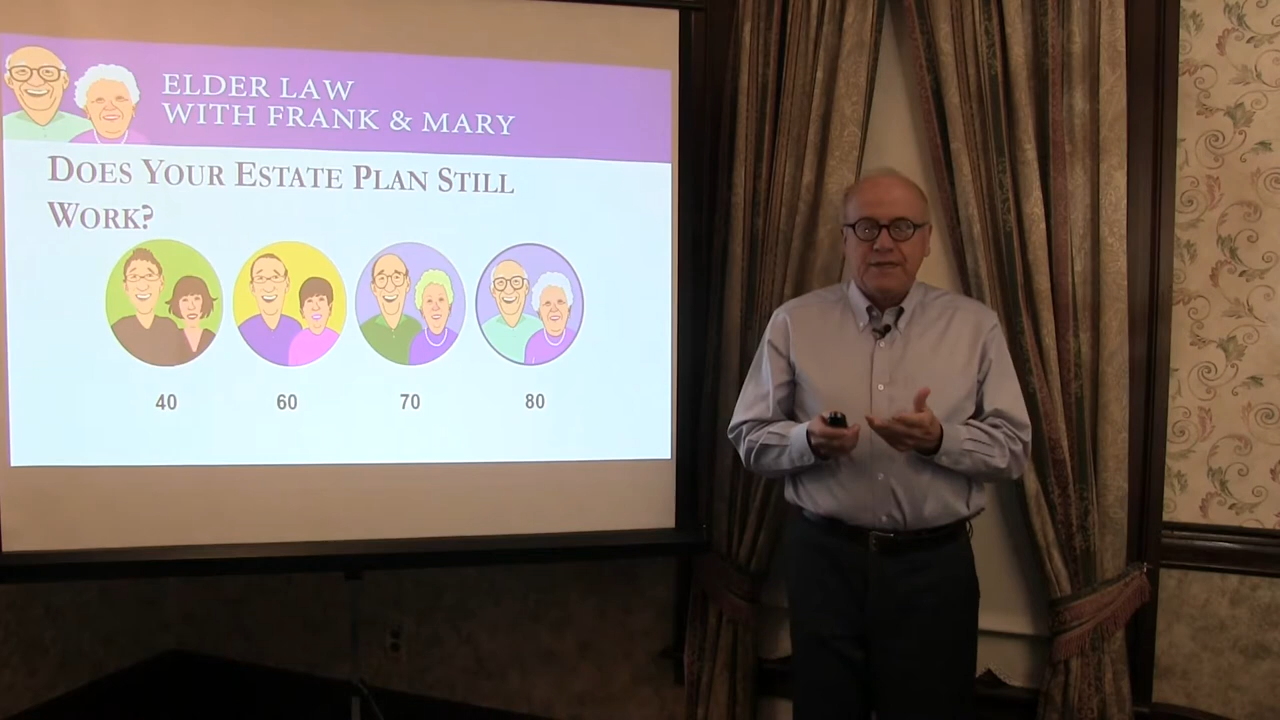 ELDER LAW
WITH FRANK & MARY
DOES YOUR ESTATE PLAN STILL
WORK?
40 60 70 80